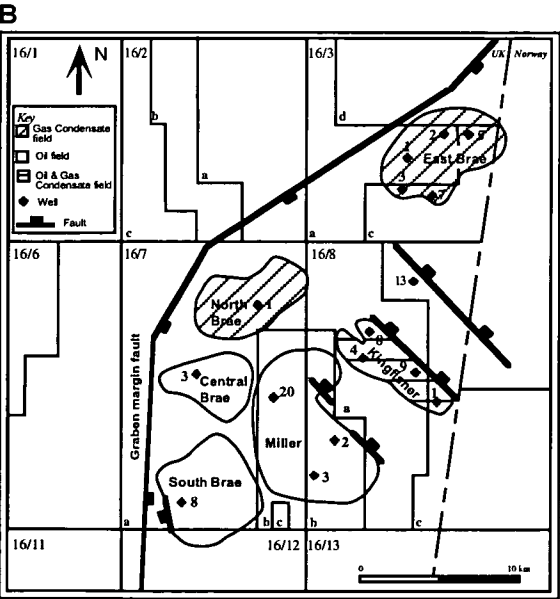 B
16/1
16/2
16/3
UK
Norway
N
b
d
Key
Gas Condensate
field
Oil field
Oil & Gas
Condensate field
Well
Fault
2
1
East Brae
3
7
a
c
a
c
16/6
16/7
16/8
13
North
Brae
1
8
4
Kingfisher
9
1
3
Central
Brae
20
a
Graben margin fault
Miller
2
3
South Brae
8
a
b
c
b
c
16/11
16/12
16/13
0
10 km